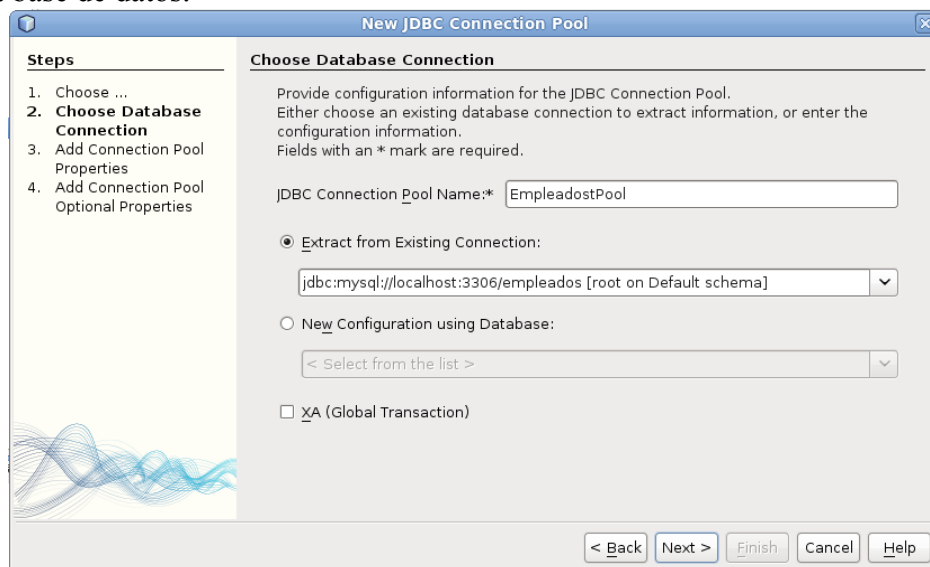 base de datos.
New JDBC Connection Pool
Steps
1. Choose ...
2. Choose Database
Connection
3. Add Connection Pool
Properties
4. Add Connection Pool
Optional Properties
Choose Database Connection
Provide configuration information for the JDBC Connection Pool.
Either choose an existing database connection to extract information, or enter the
configuration information.
Fields with an * mark are required.
JDBC Connection Pool Name:* EmpleadostPool
Extract from Existing Connection:
jdbc:mysql://localhost:3306/empleados [root on Default schema]
New Configuration using Database:
< Select from the list >
XA (Global Transaction)
< Back Next > Finish Cancel Help